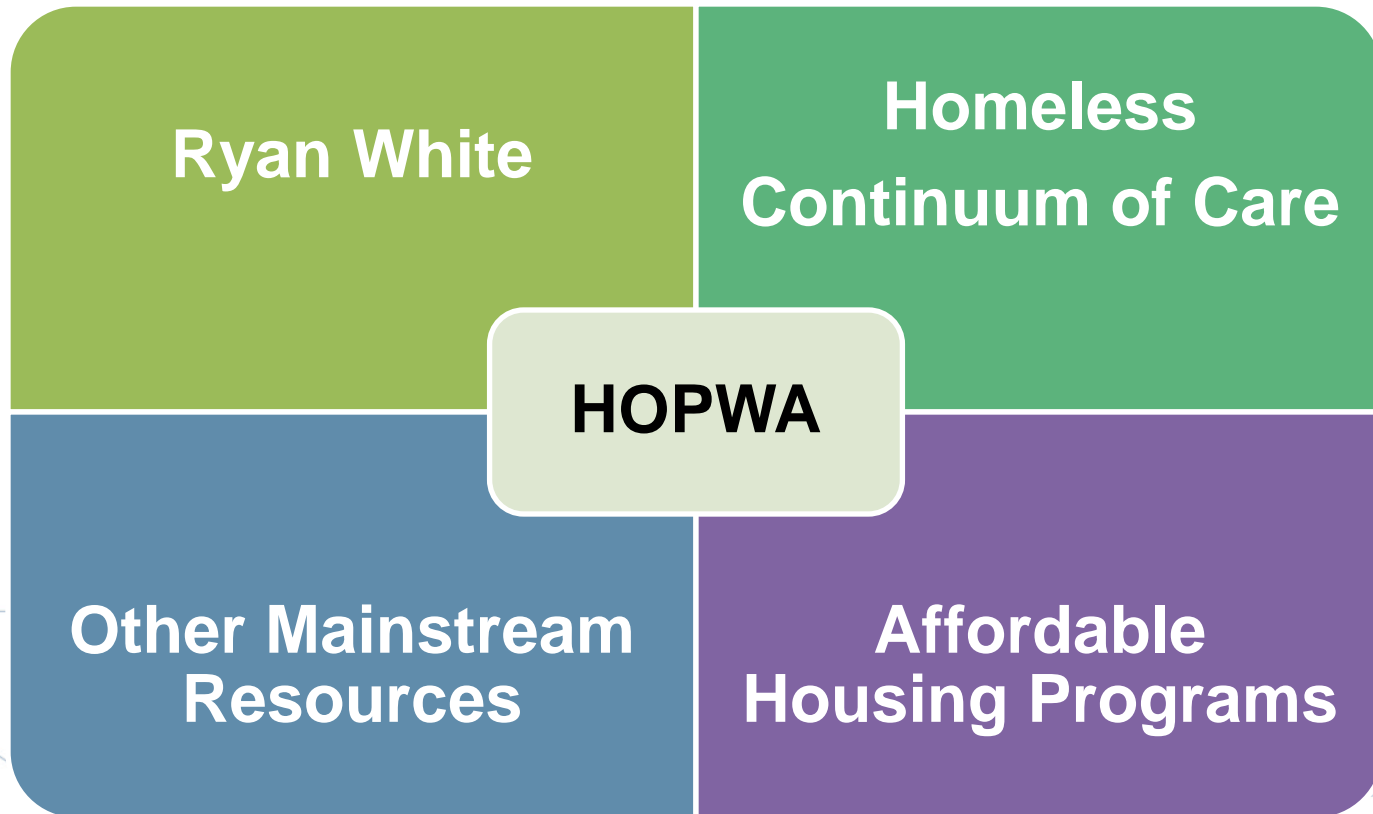 Ryan White
Homeless
Continuum of Care
HOPWA
Other Mainstream
Resources
Affordable
Housing Programs